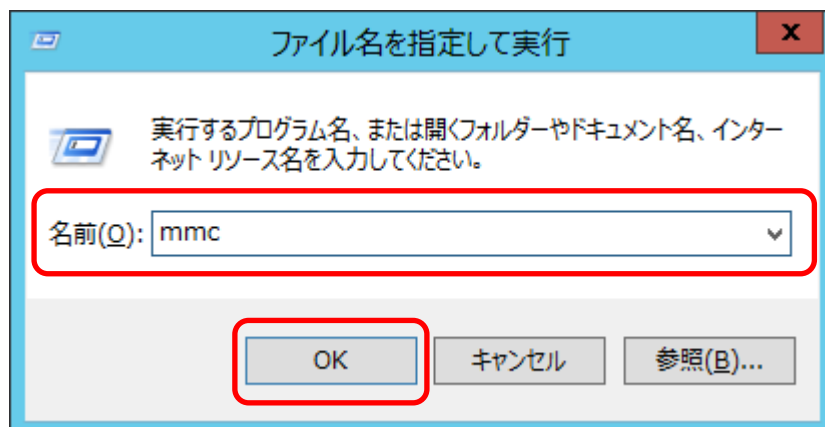 ファイル名を指定して実行
x
実行するプログラム名、または開くフォルダーやドキュメント名、インター
ネット リソース名を入力してください。
名前(O): mmc
OK キャンセル 参照(B)...